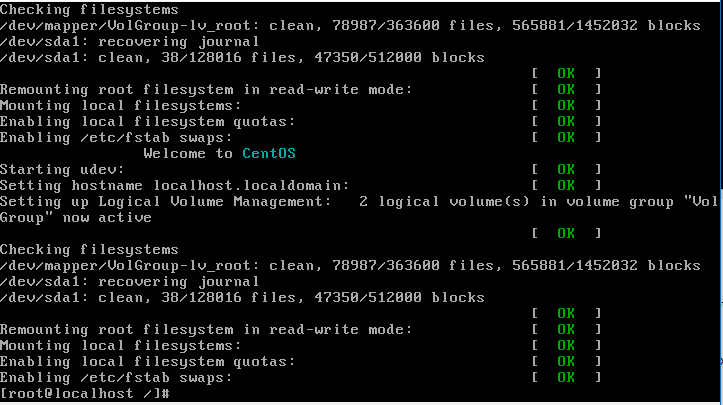 Checking filesystems
/dev/mapper/VolGroup-lv_root: clean, 78987/363600 files, 565881/1452032 blocks
/dev/sda1: recovering journal
/dev/sda1: clean, 38/128016 files, 47350/512000 blocks
[  OK  ]
Remounting root filesystem in read-write mode: [  OK  ]
Mounting local filesystems: [  OK  ]
Enabling local filesystem quotas: [  OK  ]
Enabling /etc/fstab swaps: [  OK  ]
Welcome to CentOS
Starting udev: [  OK  ]
Setting hostname localhost.localdomain: [  OK  ]
Setting up Logical Volume Management:   2 logical volume(s) in volume group "Vol
Group" now active
[  OK  ]
Checking filesystems
/dev/mapper/VolGroup-lv_root: clean, 78987/363600 files, 565881/1452032 blocks
/dev/sda1: recovering journal
/dev/sda1: clean, 38/128016 files, 47350/512000 blocks
[  OK  ]
Remounting root filesystem in read-write mode: [  OK  ]
Mounting local filesystems: [  OK  ]
Enabling local filesystem quotas: [  OK  ]
Enabling /etc/fstab swaps: [  OK  ]
[root@localhost /]#